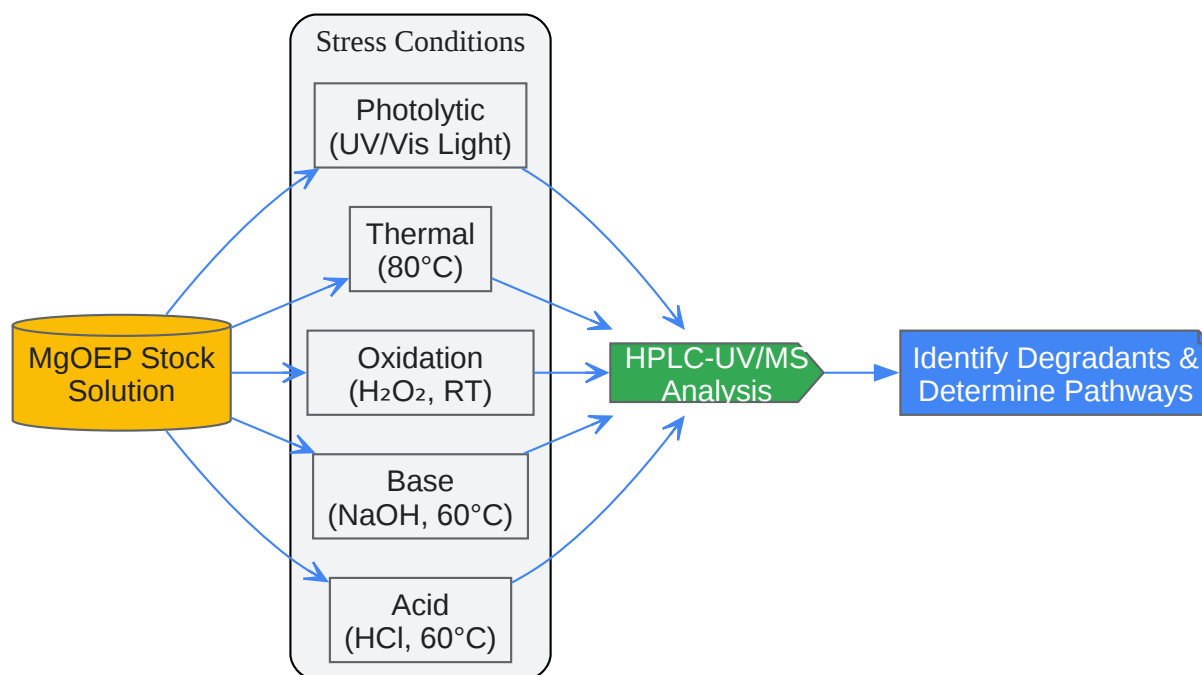 Stress Conditions
Photolytic
(UV/Vis Light)
Thermal
(80°C)
MgOEP Stock
Solution
Oxidation
(H₂O₂, RT)
HPLC-UV/MS
Analysis
Identify Degradants &
Determine Pathways
Base
(NaOH, 60°C)
Acid
(HCl, 60°C)